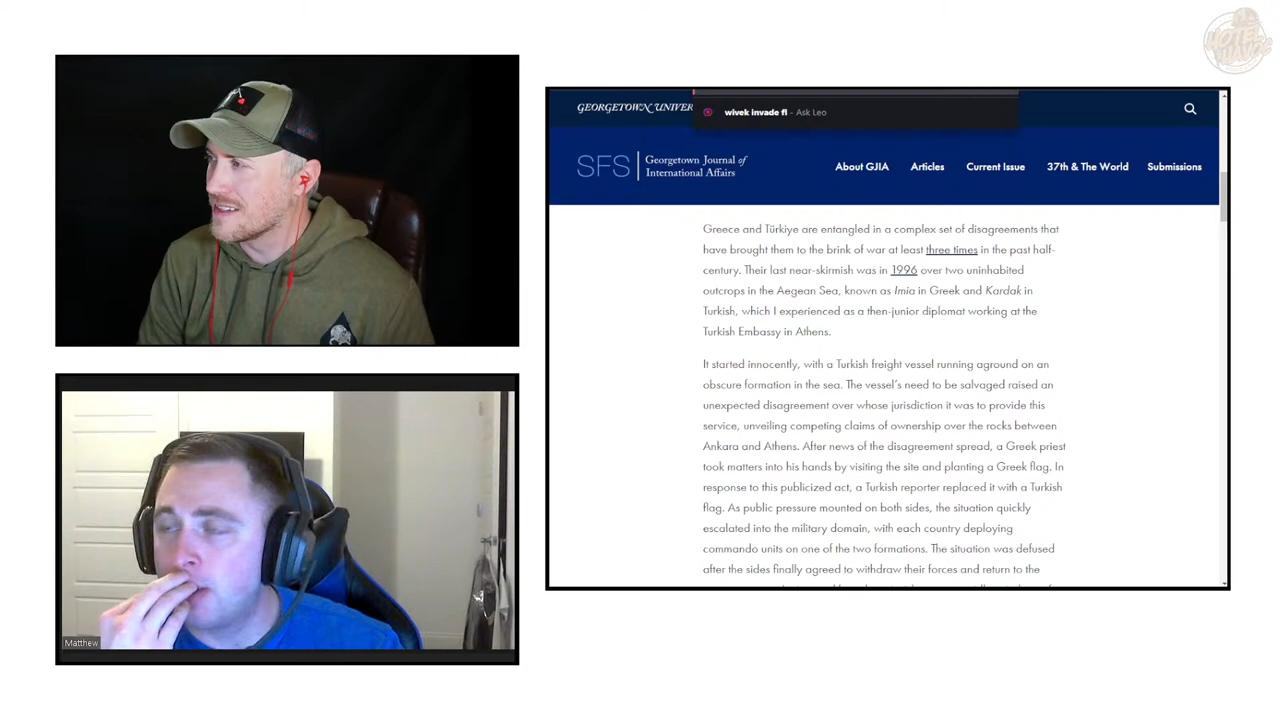 HOTEL
HAVOC
GEORGETOWN UNIVER
wivek invade fi - Ask Leo
SFS
Georgetown Journal of
International Affairs
About GJIA
Articles
Current Issue
37th & The World
Submissions
Greece and Türkiye are entangled in a complex set of disagreements that
have brought them to the brink of war at least three times in the past half-
century. Their last near-skirmish was in 1996 over two uninhabited
outcrops in the Aegean Sea, known as Imia in Greek and Kardak in
Turkish, which I experienced as a then-junior diplomat working at the
Turkish Embassy in Athens.
It started innocently, with a Turkish freight vessel running aground on an
obscure formation in the sea. The vessel's need to be salvaged raised an
unexpected disagreement over whose jurisdiction it was to provide this
service, unveiling competing claims of ownership over the rocks between
Ankara and Athens. After news of the disagreement spread, a Greek priest
took matters into his hands by visiting the site and planting a Greek flag. In
response to this publicized act, a Turkish reporter replaced it with a Turkish
flag. As public pressure mounted on both sides, the situation quickly
escalated into the military domain, with each country deploying
commando units on one of the two formations. The situation was defused
after the sides finally agreed to withdraw their forces and return to the
Matthew